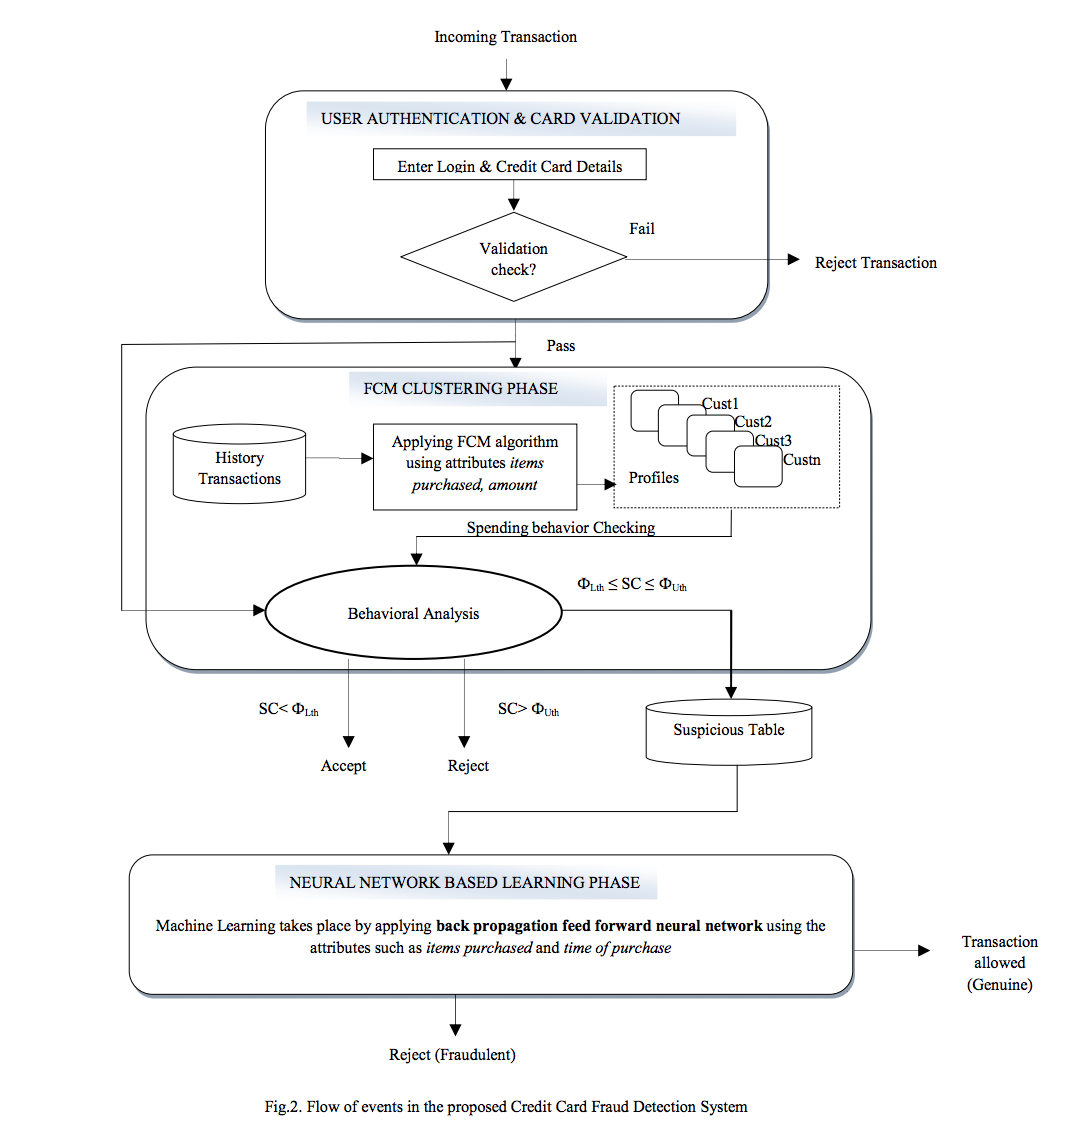 Incoming Transaction
USER AUTHENTICATION & CARD VALIDATION
Enter Login & Credit Card Details
Fail
Validation
check?
Reject Transaction
Pass
FCM CLUSTERING PHASE
Cust1
Cust2
Cust3
Custn
Profiles
History
Transactions
Applying FCM algorithm
using attributes items
purchased, amount
Spending behavior Checking
ΦLth ≤ SC ≤ ΦUth
Behavioral Analysis
SC< ΦLth
SC> ΦUth
Suspicious Table
Accept
Reject
NEURAL NETWORK BASED LEARNING PHASE
Machine Learning takes place by applying back propagation feed forward neural network using the
attributes such as items purchased and time of purchase
Transaction
allowed
(Genuine)
Reject (Fraudulent)
Fig.2. Flow of events in the proposed Credit Card Fraud Detection System